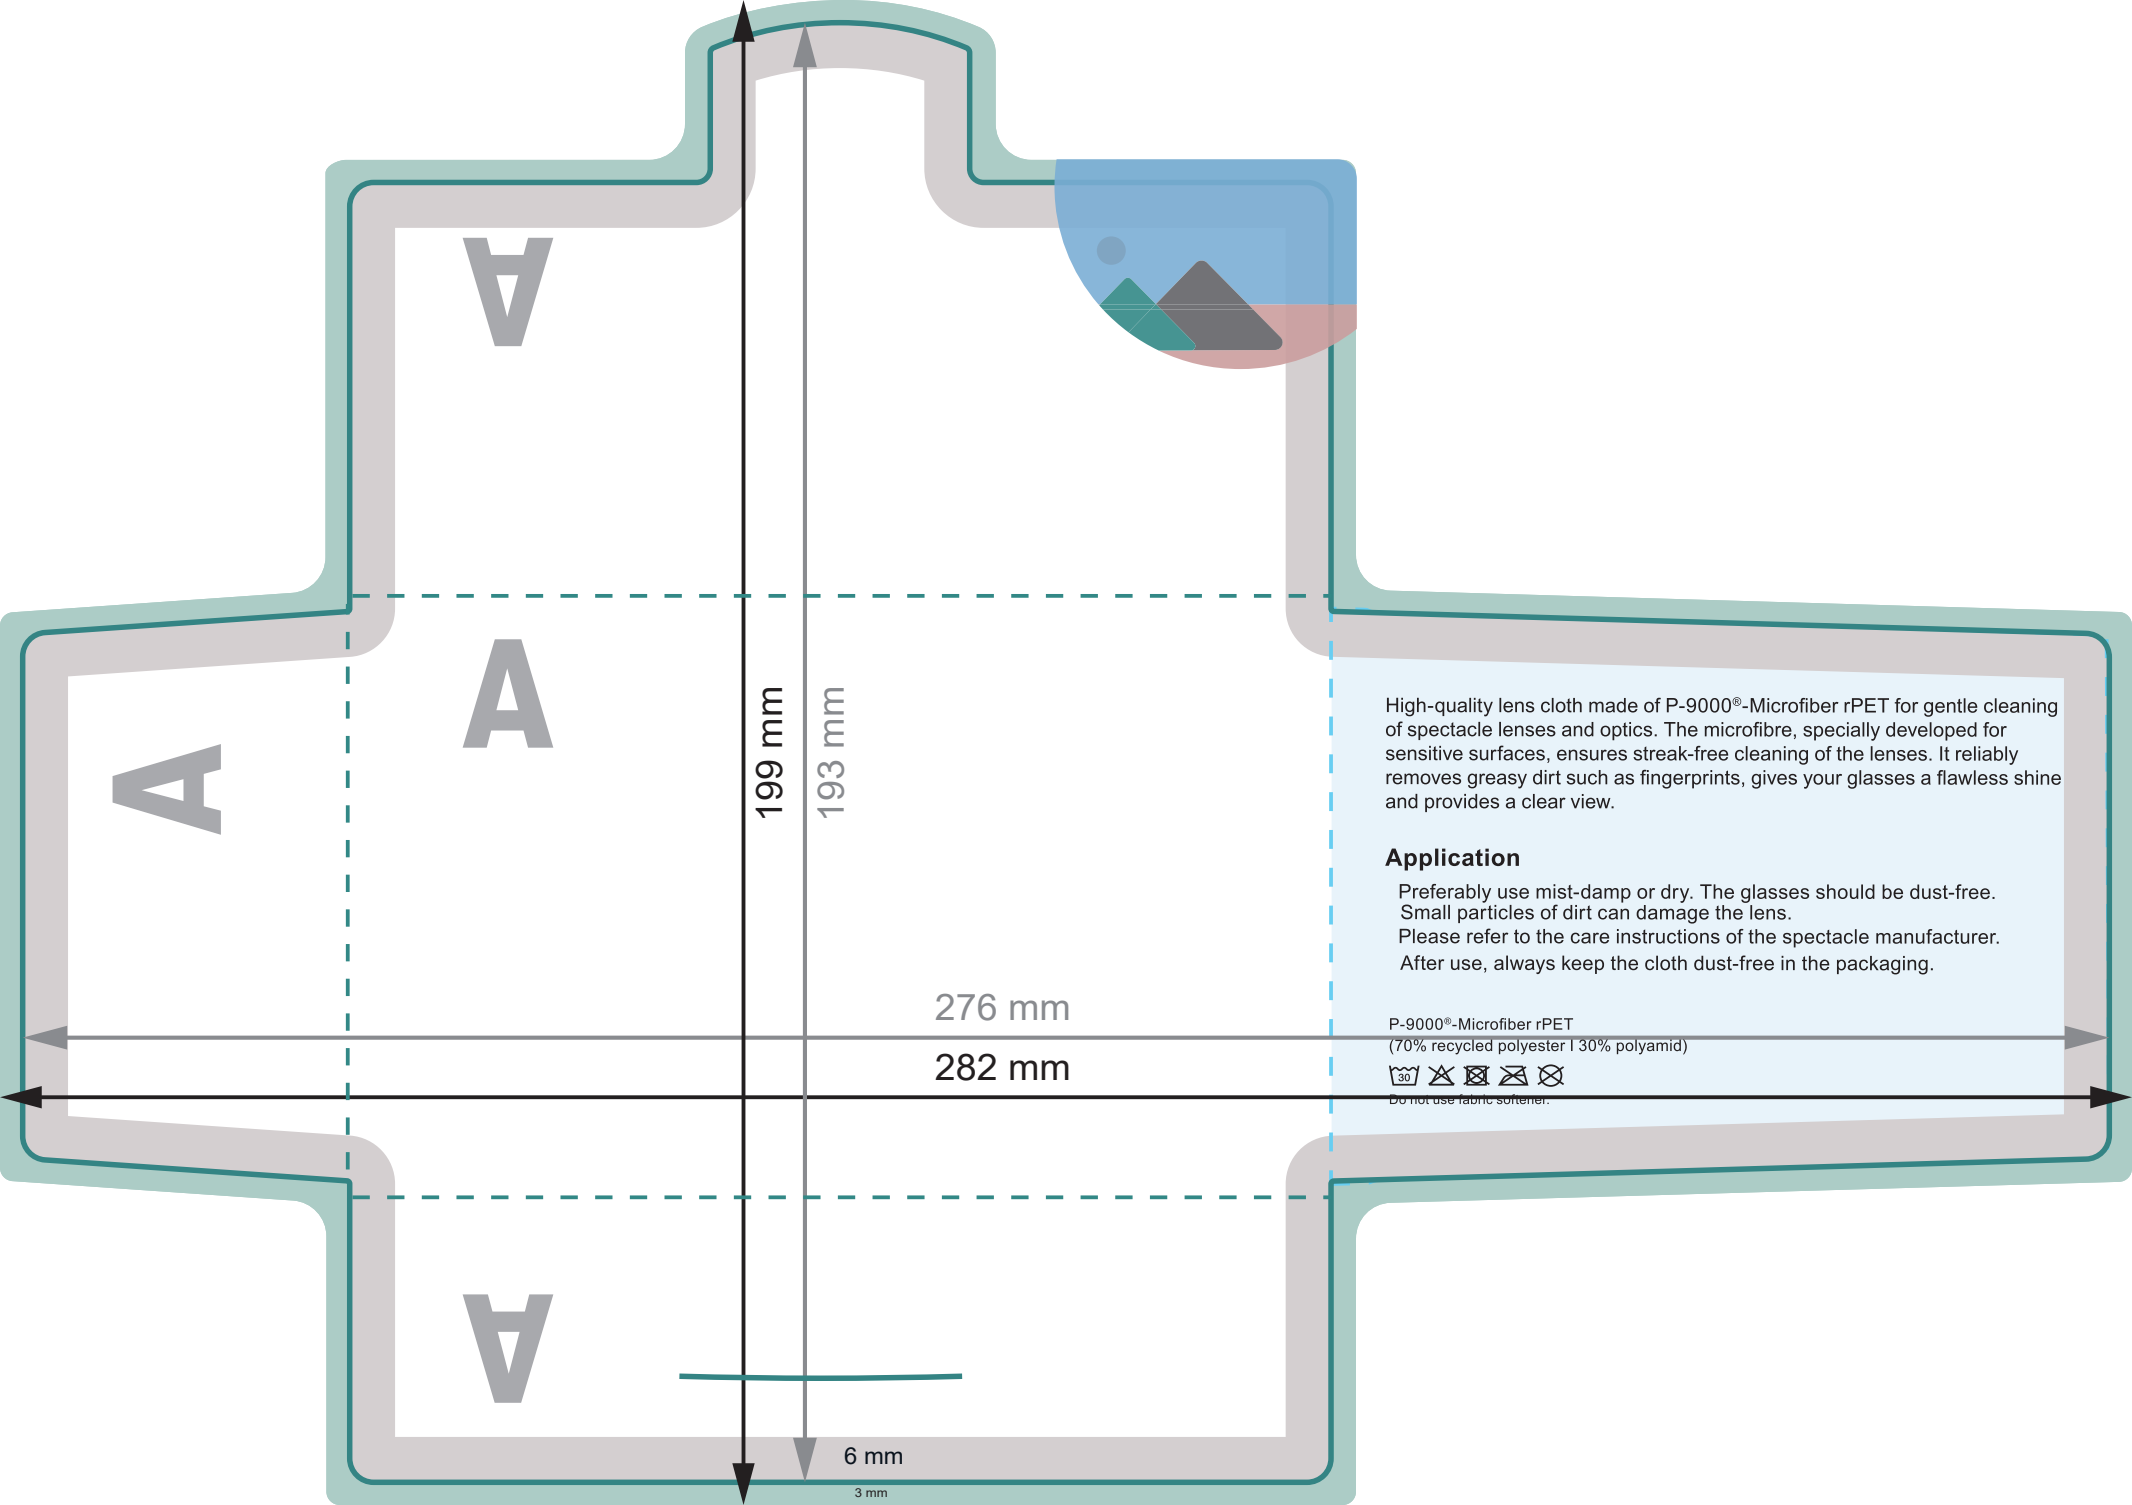 A
A
A
199 mm
193 mm
High-quality lens cloth made of P-9000®-Microfiber rPET for gentle cleaning
of spectacle lenses and optics. The microfibre, specially developed for
sensitive surfaces, ensures streak-free cleaning of the lenses. It reliably
removes greasy dirt such as fingerprints, gives your glasses a flawless shine
and provides a clear view.
Application
Preferably use mist-damp or dry. The glasses should be dust-free.
Small particles of dirt can damage the lens.
Please refer to the care instructions of the spectacle manufacturer.
After use, always keep the cloth dust-free in the packaging.
276 mm
282 mm
P-9000®-Microfiber rPET
(70% recycled polyester I 30% polyamid)
30
Do not use fabric softener.
A
6 mm
3 mm